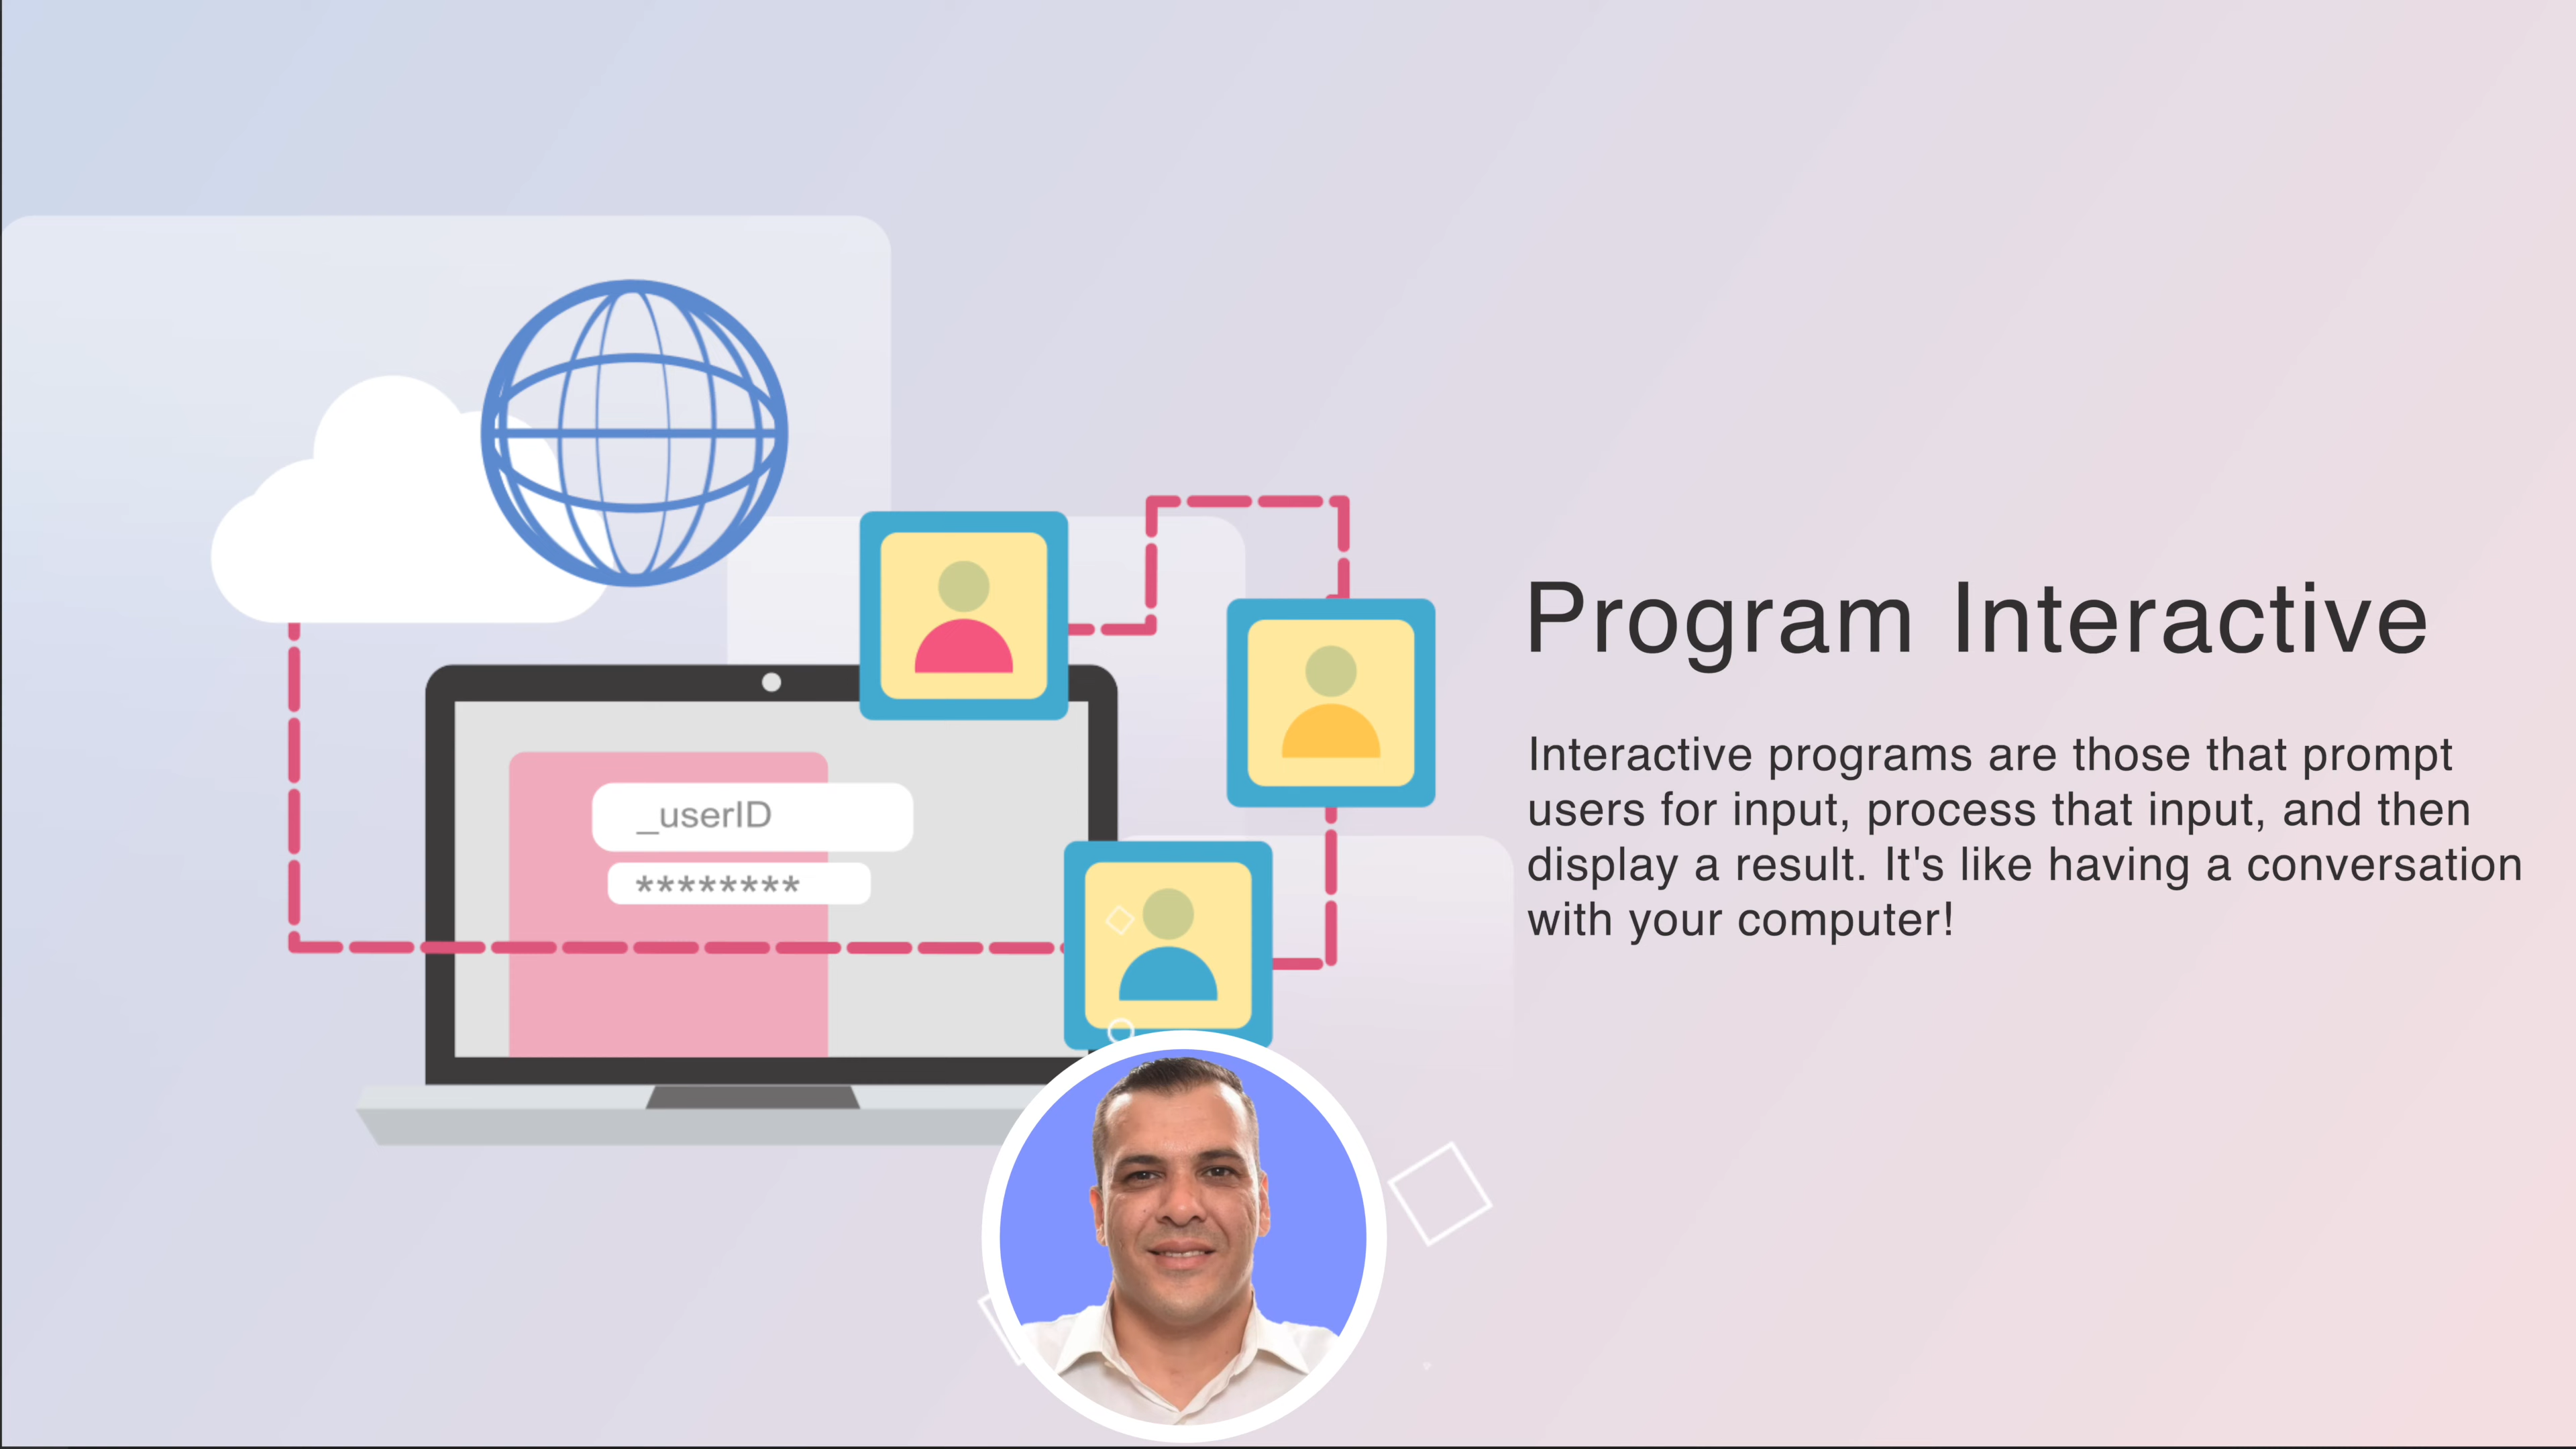 Program Interactive
Interactive programs are those that prompt
users for input, process that input, and then
display a result. It's like having a conversation
with your computer!
_userID
********